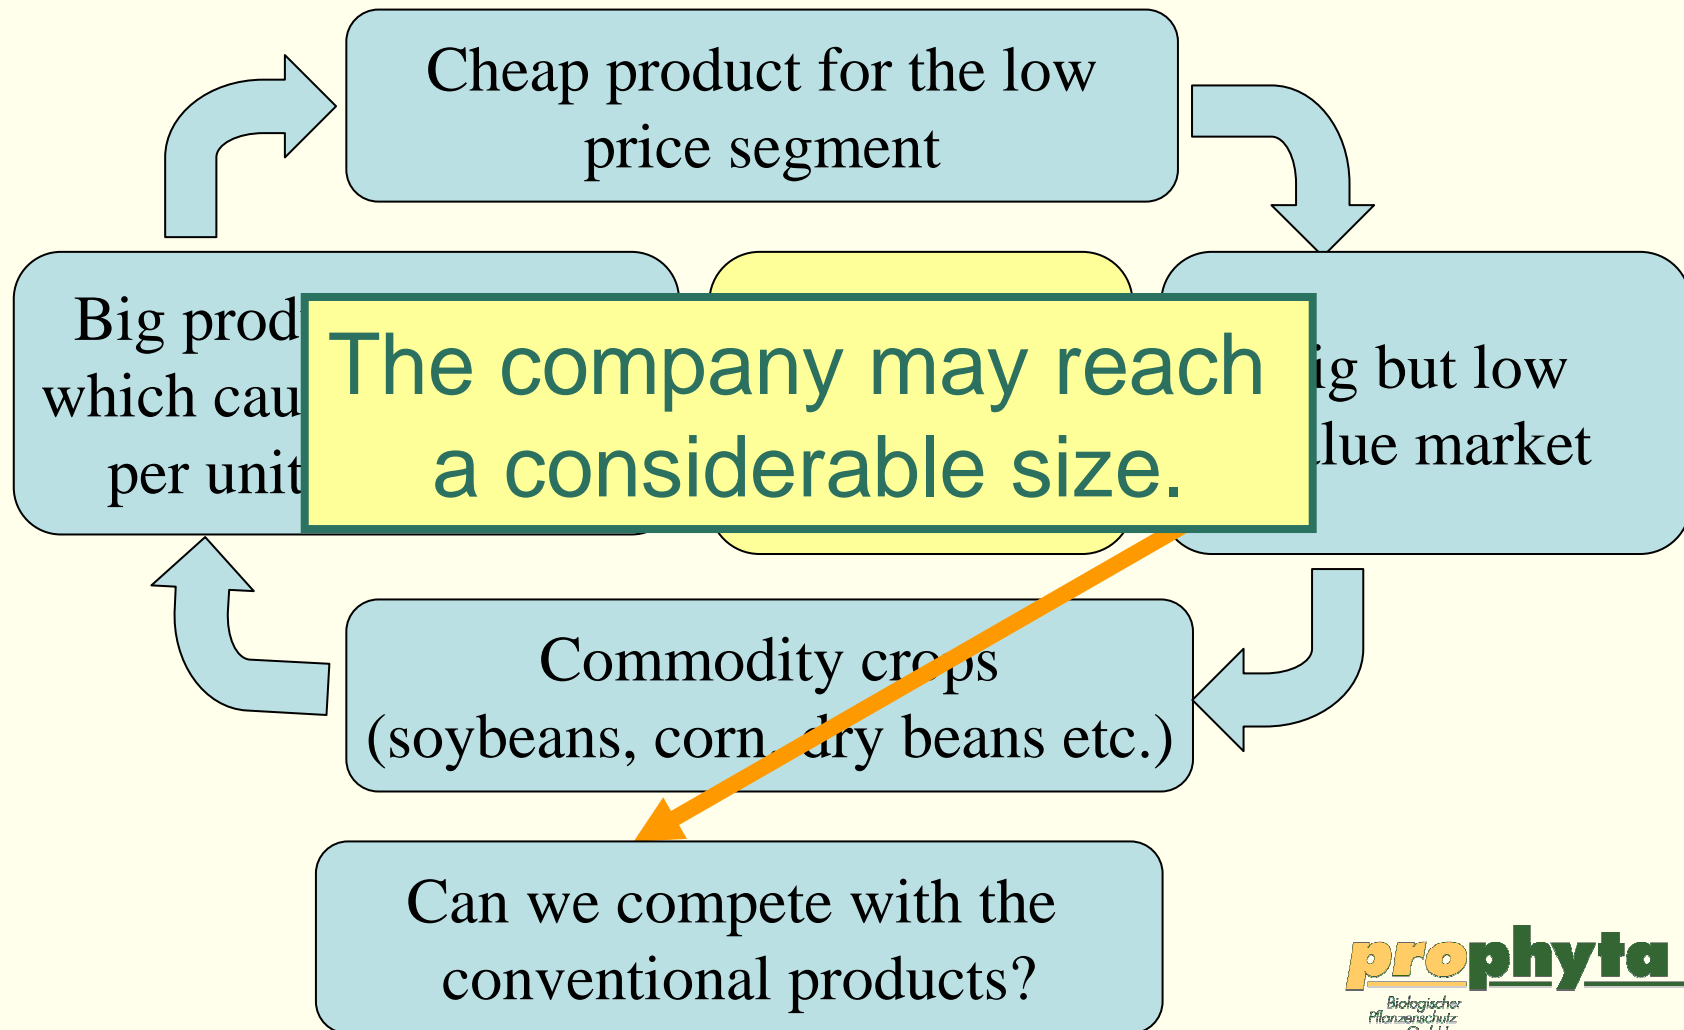 Cheap product for the low
price segment
Big prod
which cau
per unit
The company may reach
a considerable size.
ig but low
lue market
Commodity crops
(soybeans, corn, dry beans etc.)
Can we compete with the
conventional products?
prophyta
Biologischer
Pflanzenschutz